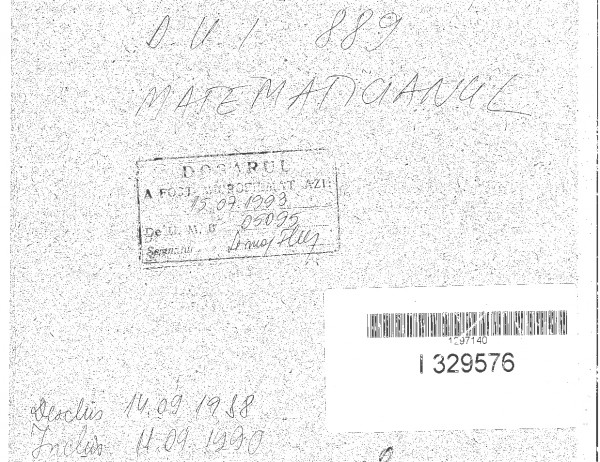 D.U.I 889
MATEMATICIANUL
DOSARUL
A FOST MICROFILMAT AZI:
15.07.1993
De U. M. 05095
Semnătura
1297140
I 329576
Deschis 14.09 1988
Închis 11.09.1990